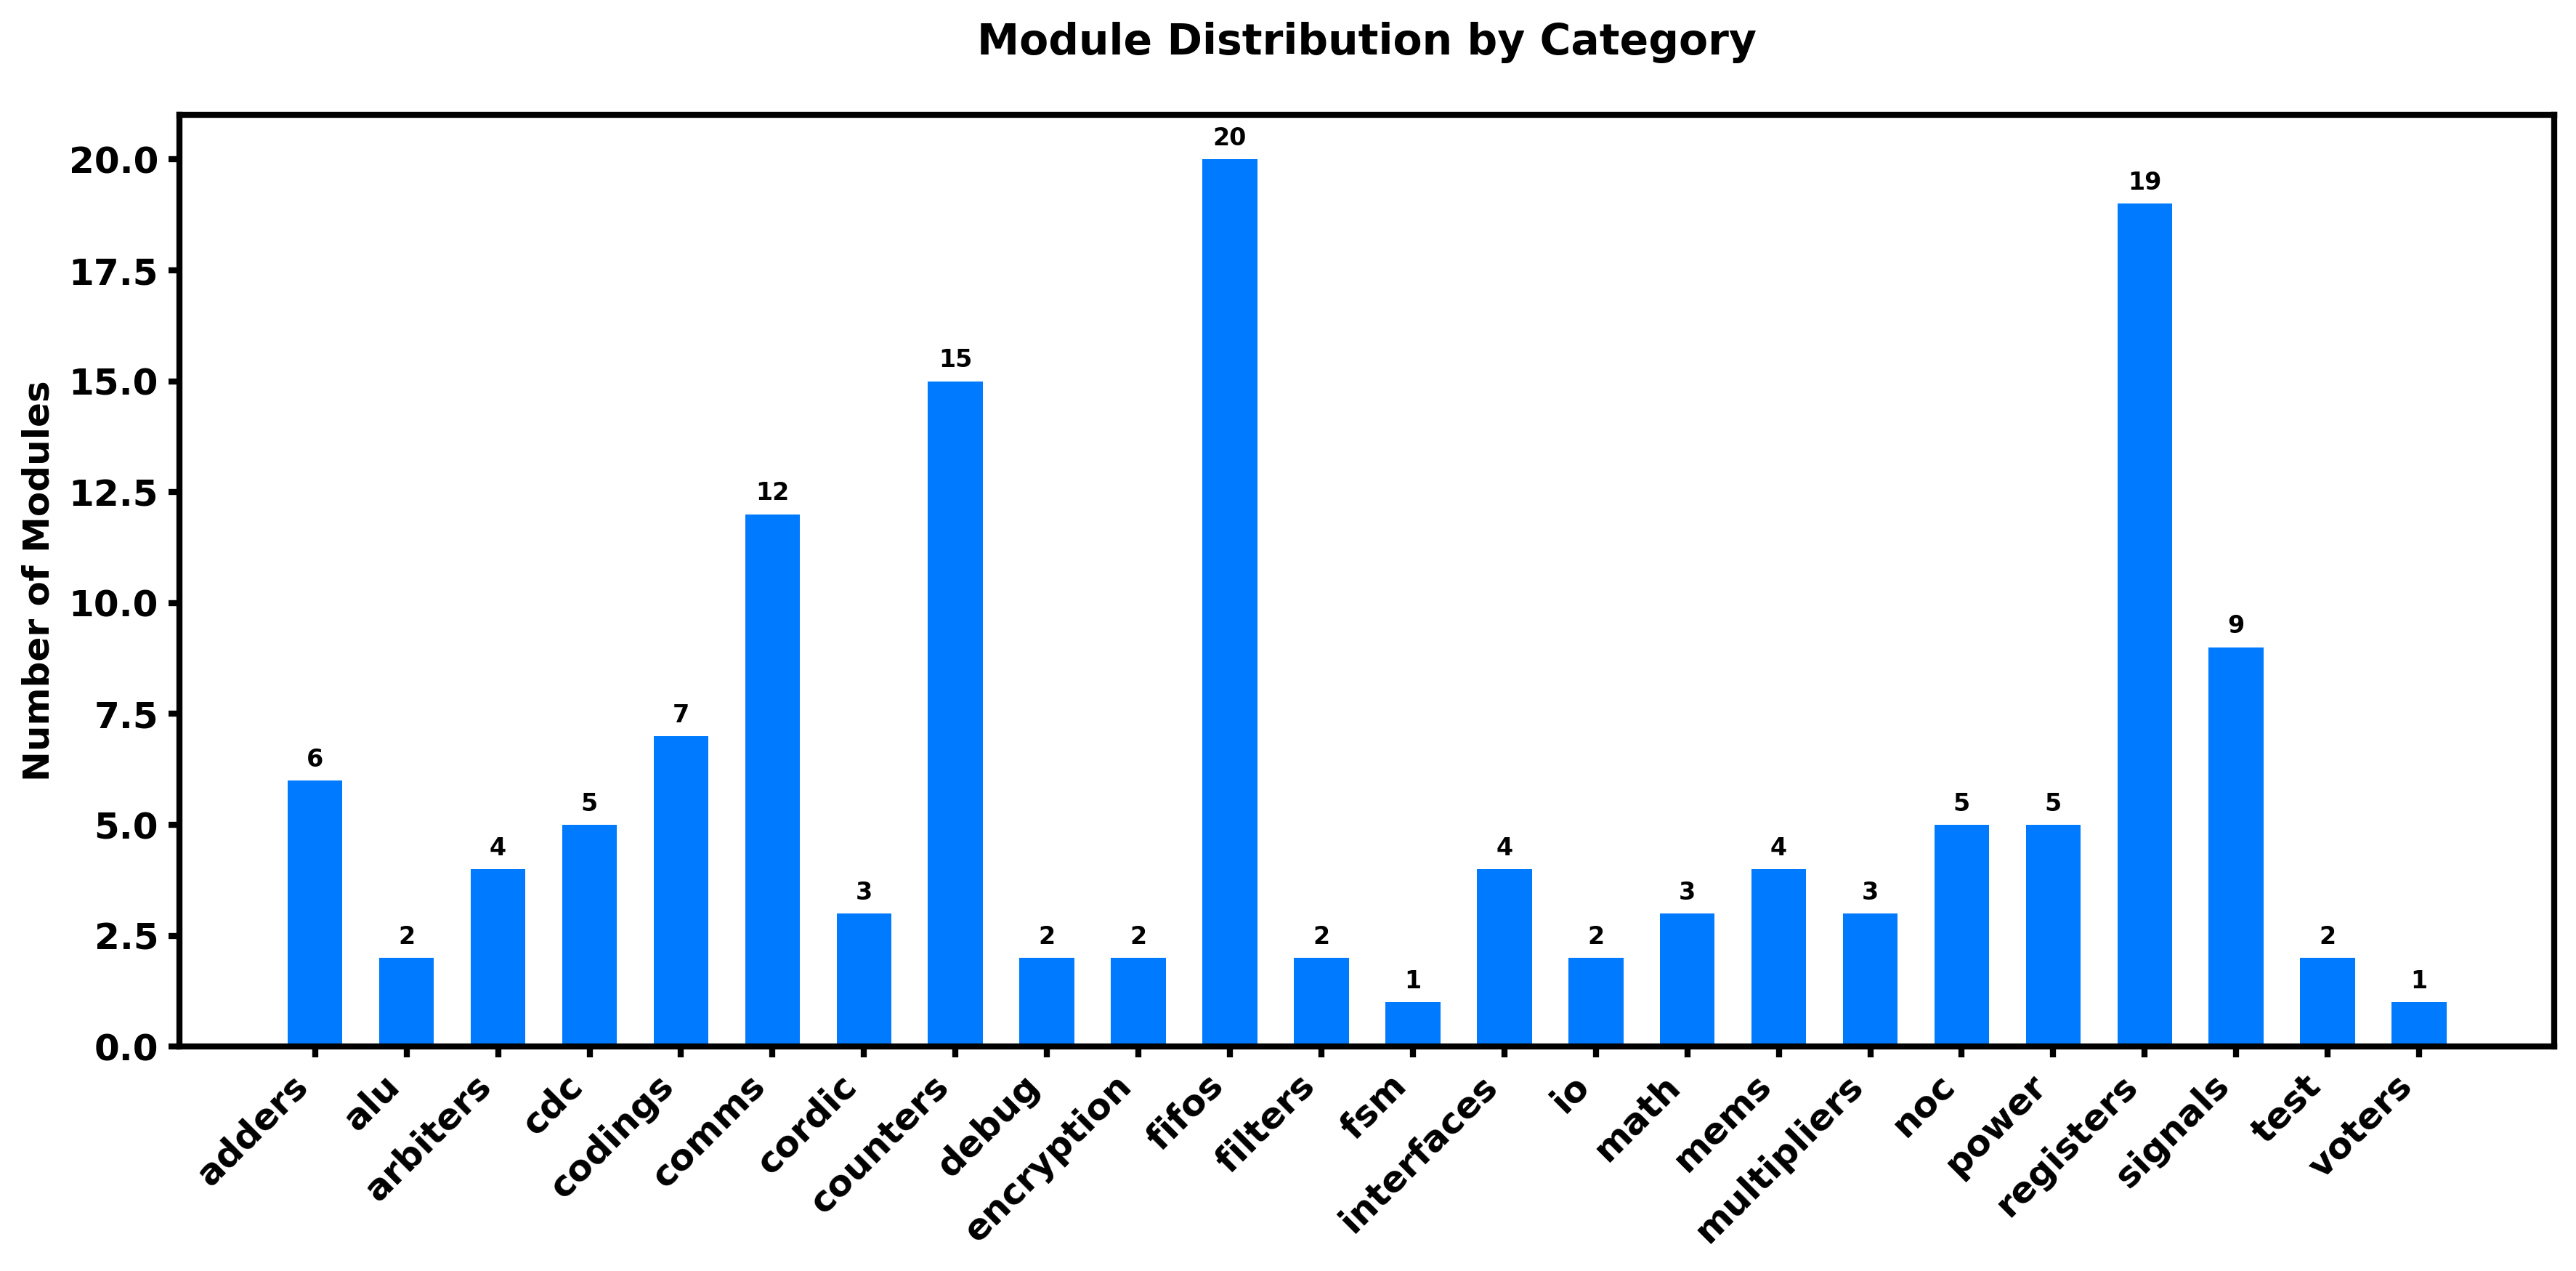 Module Distribution by Category
Number of Modules
20.0
17.5
15.0
12.5
10.0
7.5
5.0
2.5
0.0
6
2
4
5
7
12
3
15
2
2
20
2
1
4
2
3
4
3
5
5
19
9
2
1
adders
alu
arbiters
cdc
codings
comms
cordic
counters
debug
encryption
fifos
filters
fsm
interfaces
io
math
mems
multipliers
noc
power
registers
signals
test
voters